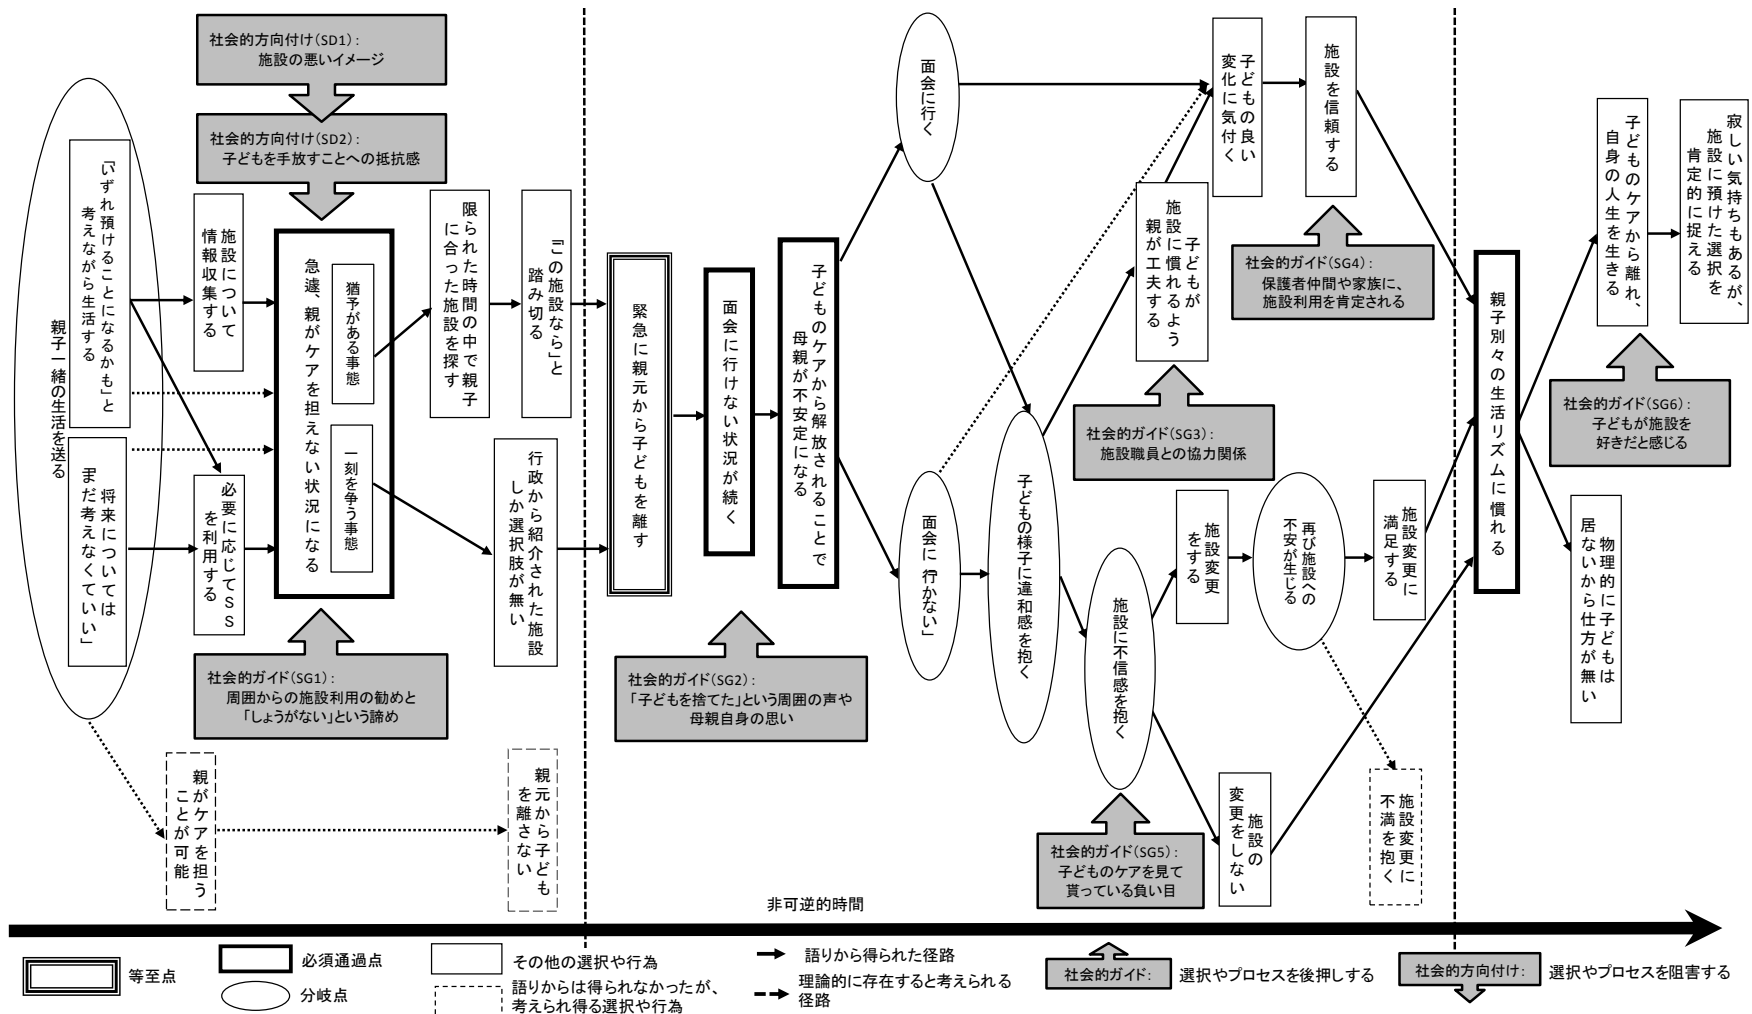 社会的方向付け(SD1):
施設の悪いイメージ
社会的方向付け(SD2):
子どもを手放すことへの抵抗感
親子一緒の生活を送る
「いずれ預けることになるかも」と
考えながら生活する
「将来については
まだ考えなくていい」
施設について
情報収集する
必要に応じてSS
を利用する
急遽、親がケアを担えない状況になる
猶予がある事態
一刻を争う事態
社会的ガイド(SG1):
周囲からの施設利用の勧めと
「しょうがない」という諦め
親がケアを担う
ことが可能
限られた時間の中で親子
に合った施設を探す
「この施設なら」と
踏み切る
行政から紹介された施設
しか選択肢が無い
親元から子ども
を離さない
緊急に親元から子どもを離す
面会に行けない状況が続く
子どものケアから解放されることで
母親が不安定になる
社会的ガイド(SG2):
「子どもを捨てた」という周囲の声や
母親自身の思い
面会に行く
面会に「行かない」
子どもの様子に違和感を抱く
子どもが
施設に慣れるよう
親が工夫する
社会的ガイド(SG3):
施設職員との協力関係
子どもの良い
変化に気付く
施設を信頼する
社会的ガイド(SG4):
保護者仲間や家族に、
施設利用を肯定される
施設に不信感を抱く
社会的ガイド(SG5):
子どものケアを見て
貰っている負い目
施設変更
をする
再び施設への
不安が生じる
施設変更に
満足する
施設の
変更をしない
施設変更に
不満を抱く
親子別々の生活リズムに慣れる
子どものケアから離れ、
自身の人生を生きる
寂しい気持ちもあるが、
施設に預けた選択を
肯定的に捉える
社会的ガイド(SG6):
子どもが施設を
好きだと感じる
物理的に子どもは
居ないから仕方が無い
非可逆的時間
等至点
必須通過点
分岐点
その他の選択や行為
語りからは得られなかったが、
考えられ得る選択や行為
語りから得られた径路
理論的に存在すると考えられる
径路
社会的ガイド:
選択やプロセスを後押しする
社会的方向付け:
選択やプロセスを阻害する